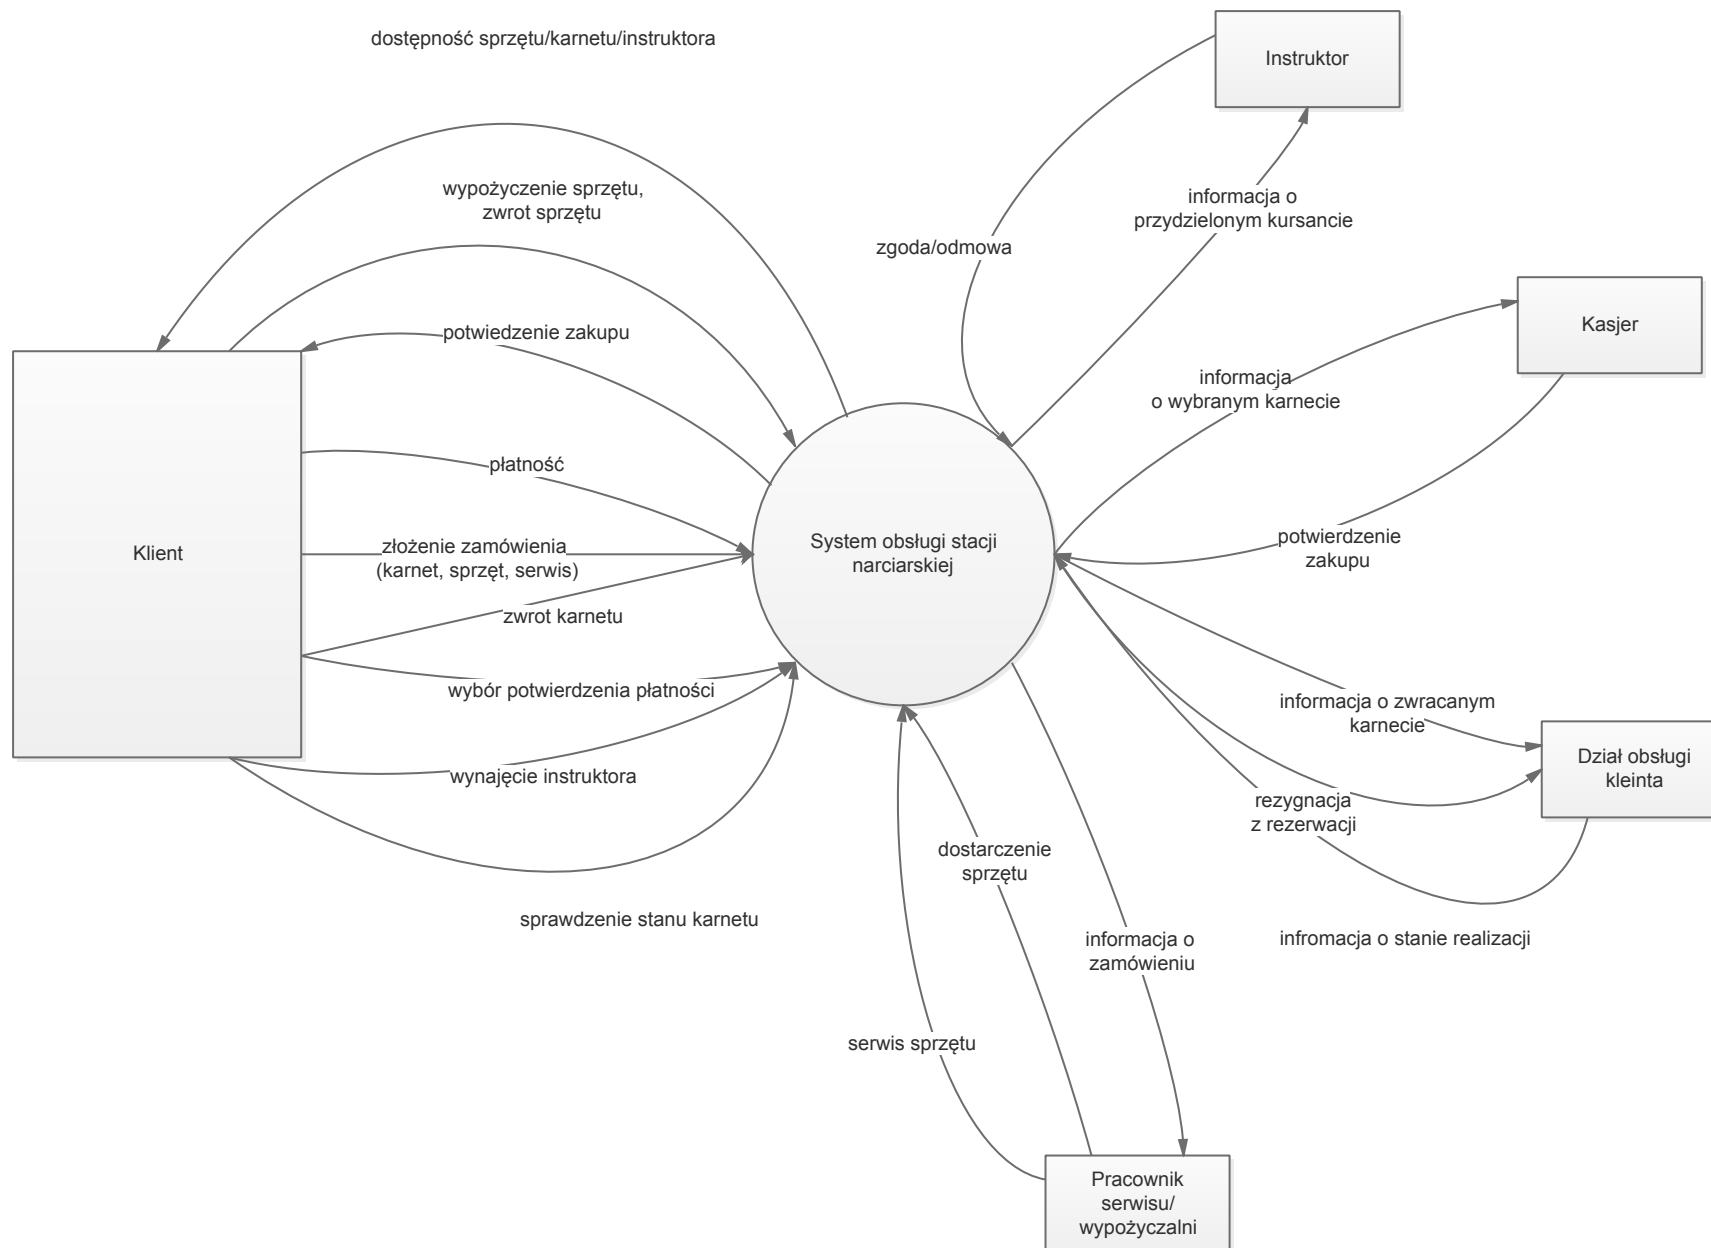 dostępność sprzętu/karnetu/instruktora
Instruktor
wypożyczenie sprzętu,
zwrot sprzętu
informacja o
przydzielonym kursancie
zgoda/odmowa
potwiedzenie zakupu
Kasjer
informacja
o wybranym karnecie
płatność
Klient
złożenie zamówienia
(karnet, sprzęt, serwis)
System obsługi stacji
narciarskiej
potwierdzenie
zakupu
zwrot karnetu
wybór potwierdzenia płatności
informacja o zwracanym
karnecie
wynajęcie instruktora
Dział obsługi
kleinta
rezygnacja
z rezerwacji
dostarczenie
sprzętu
sprawdzenie stanu karnetu
informacja o
zamówieniu
infromacja o stanie realizacji
serwis sprzętu
Pracownik
serwisu/
wypożyczalni